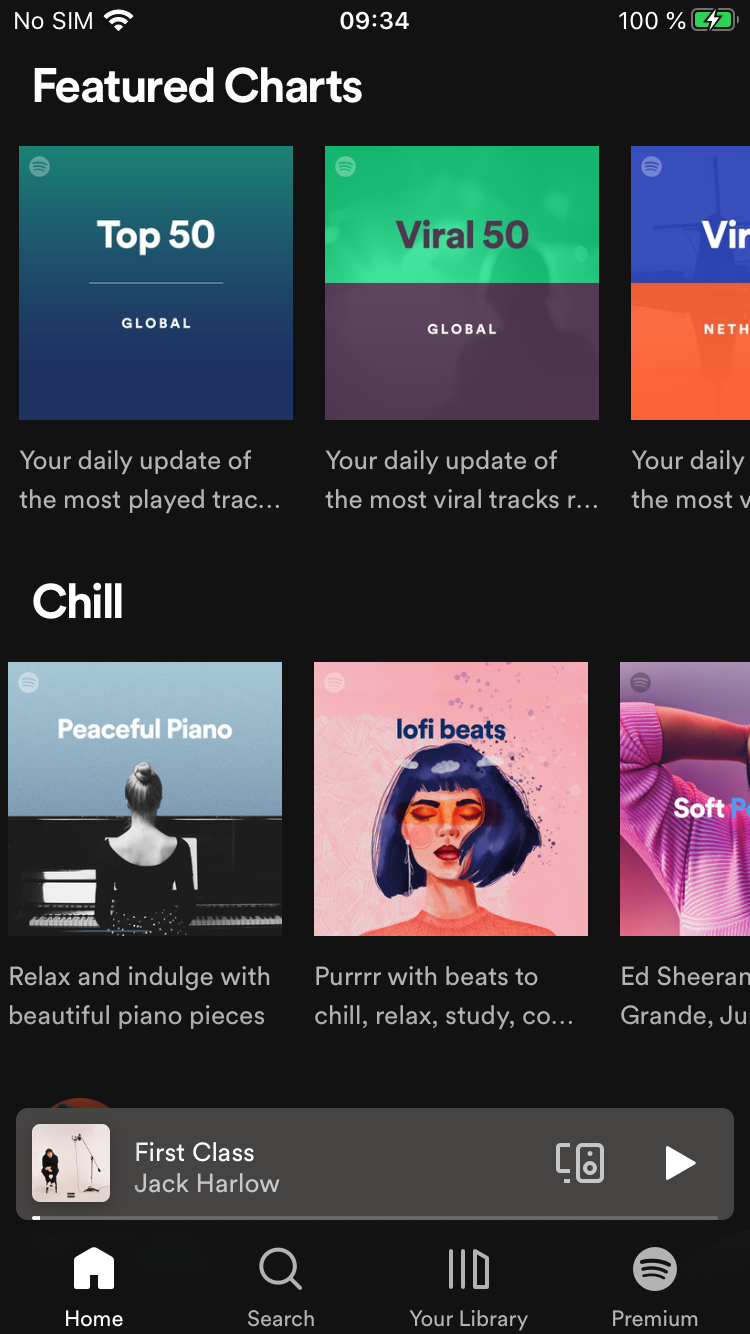 No SIM 09:34 100 %
Featured Charts
Top 50
GLOBAL
Viral 50
GLOBAL
Your daily update of
the most played trac...
Your daily update of
the most viral tracks r...
Your daily
the most
Chill
Peaceful Piano
lofi beats
Soft
Relax and indulge with
beautiful piano pieces
Purrrr with beats to
chill, relax, study, co...
Ed Sheeran
Grande, Ju
First Class
Jack Harlow
Home
Search
Your Library
Premium